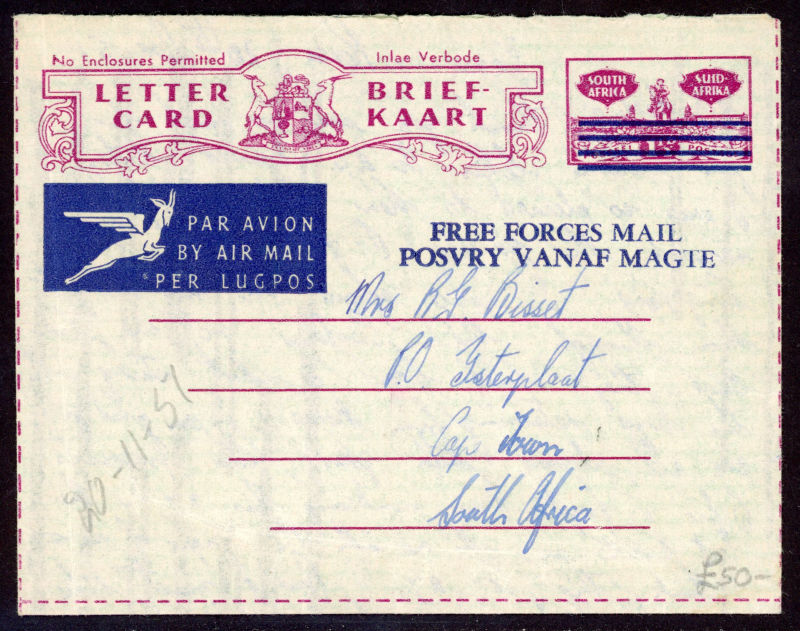 No Enclosures Permitted
Inlae Verbode
LETTER CARD
BRIEF-KAART
SOUTH AFRICA
SUID-AFRIKA
PAR AVION
BY AIR MAIL
PER LUGPOS
FREE FORCES MAIL
POSVRY VANAF MAGTE
Mrs R.G. Bisset
P.O Ysterplaat
Cape Town
South Africa
20-11-51
£50-